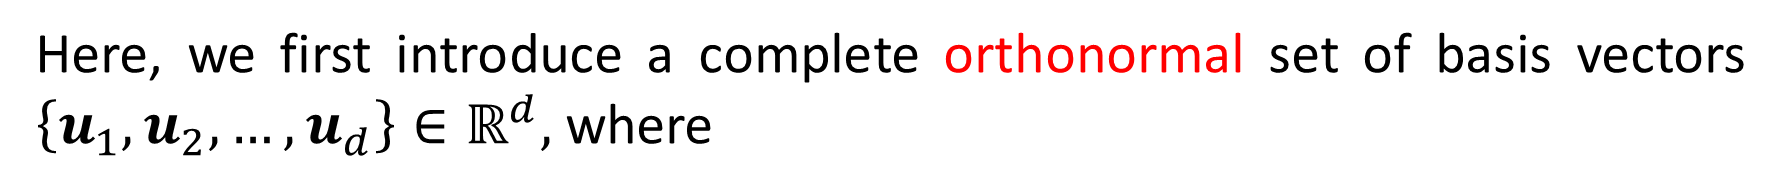 Here, we first introduce a complete orthonormal set of basis vectors
{𝒖₁, 𝒖₂, … , 𝒖_d} ∈ ℝ^d, where